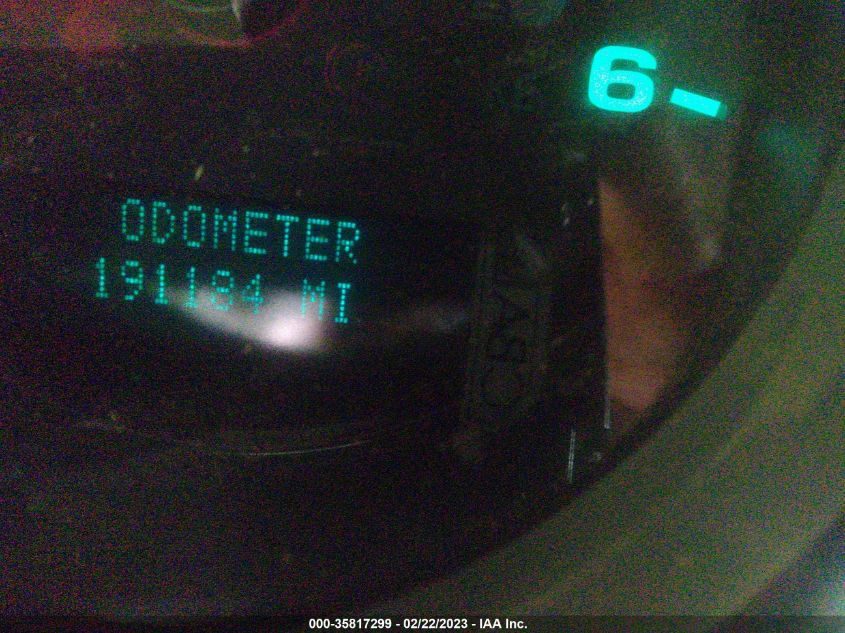 6-
ODOMETER
191184 MI
000-35817299 - 02/22/2023 - IAA Inc.